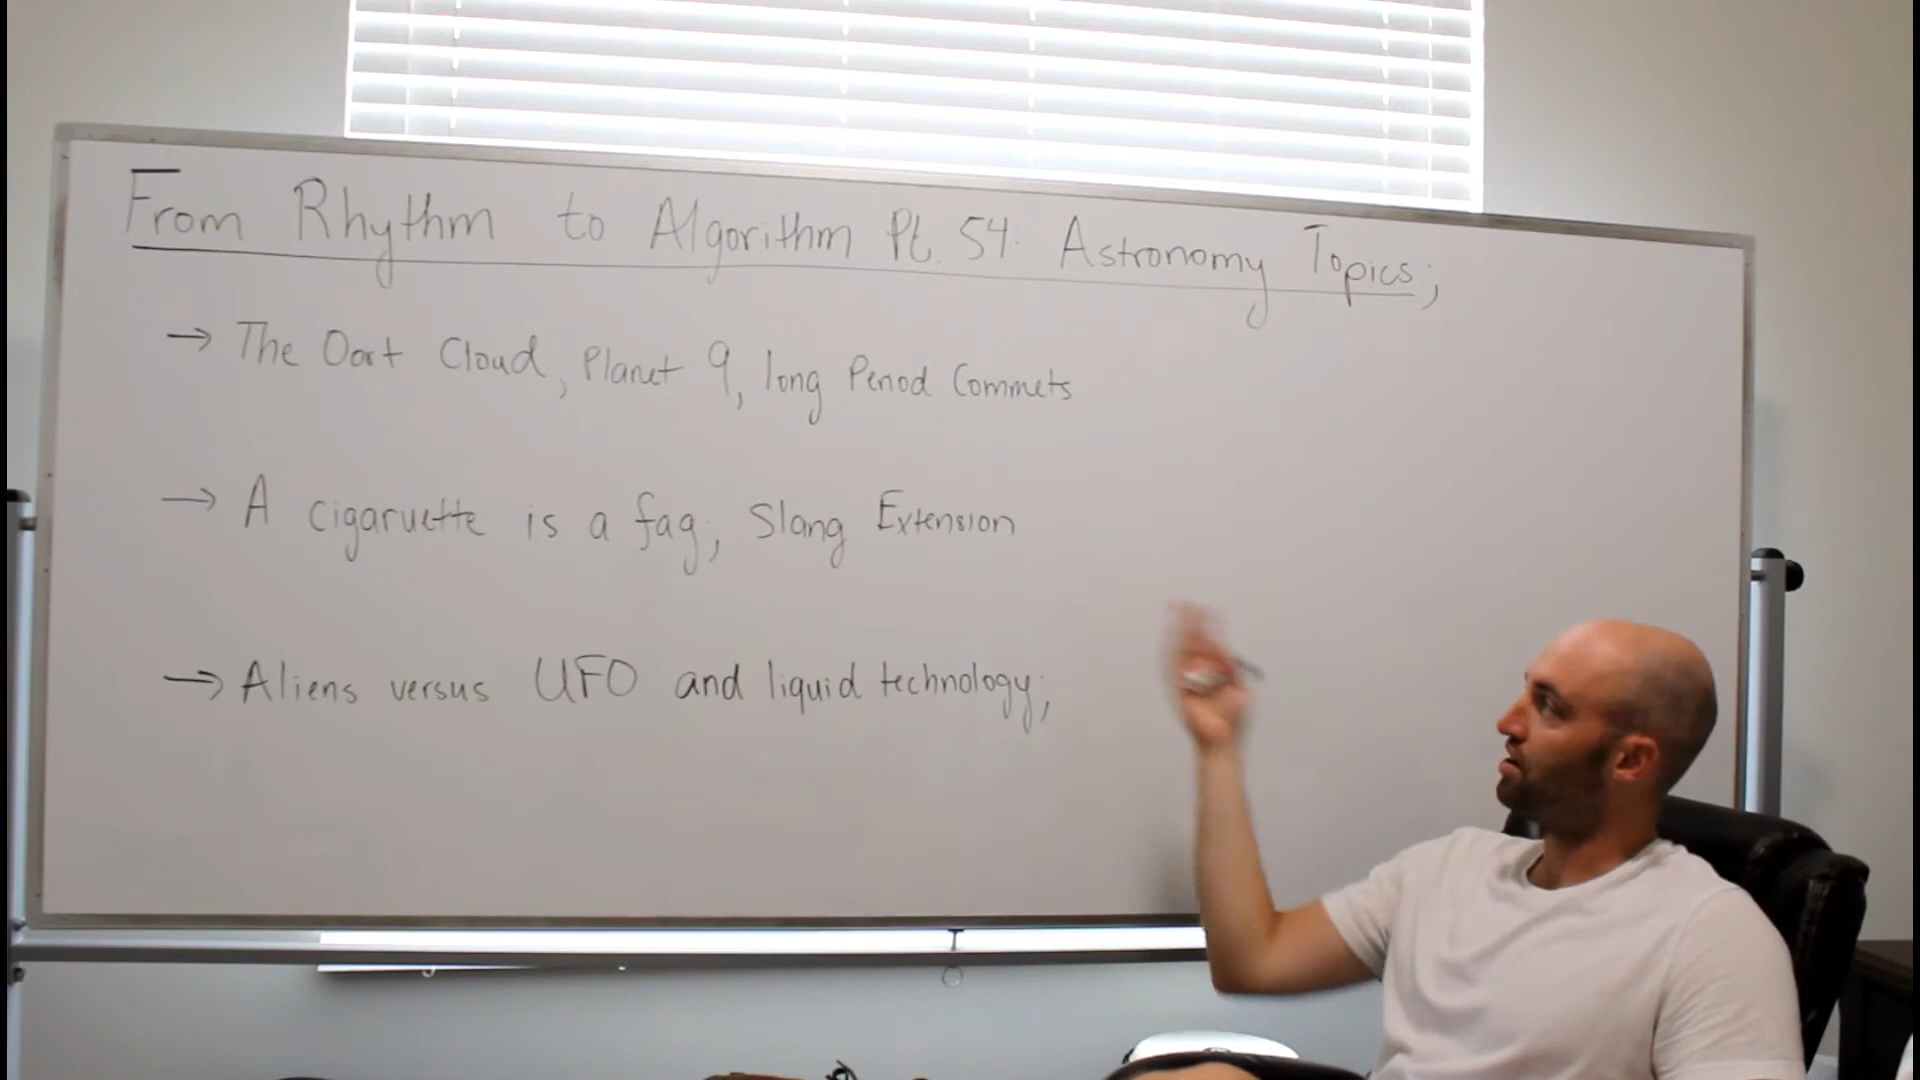 From Rhythm to Algorithm Pt. 54: Astronomy Topics;
→ The Oort Cloud, Planet 9, long Period Commets
→ A cigaruette is a fag; Slang Extension
→ Aliens versus UFO and liquid technology;